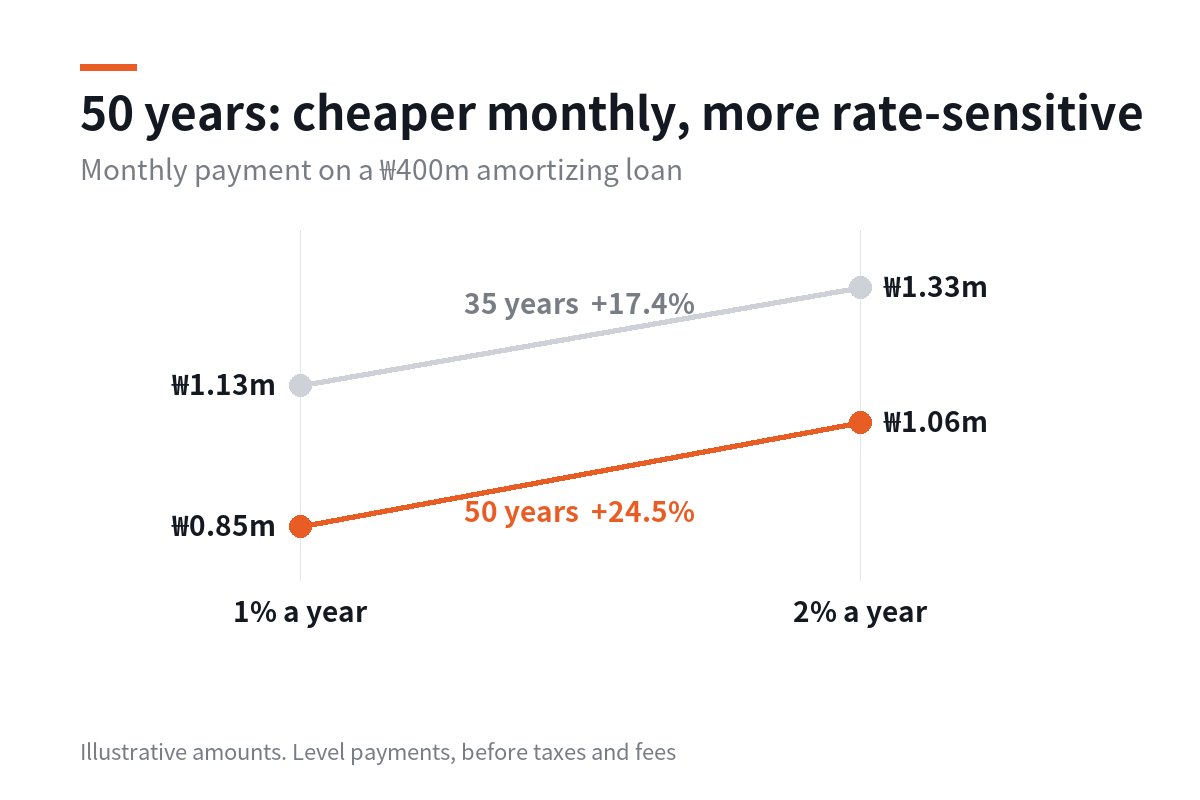 50 years: cheaper monthly, more rate-sensitive
Monthly payment on a ₩400m amortizing loan
35 years +17.4%
₩1.33m
₩1.13m
₩1.06m
50 years +24.5%
₩0.85m
1% a year
2% a year
Illustrative amounts. Level payments, before taxes and fees